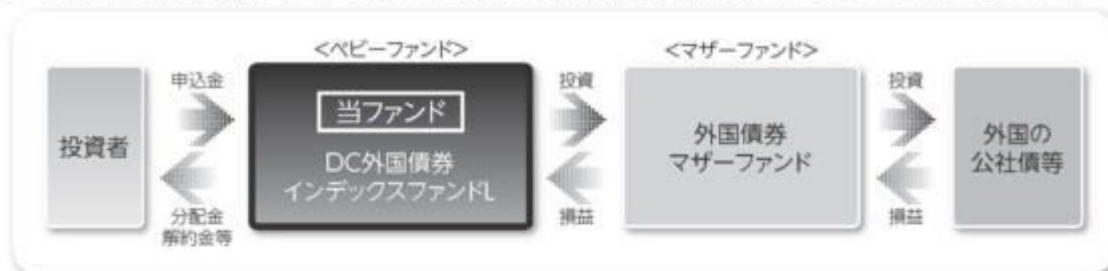 <ベビーファンド>
<マザーファンド>
投資者
申込金
分配金
解約金等
当ファンド
DC外国債券
インデックスファンドL
投資
損益
外国債券
マザーファンド
投資
損益
外国の
公社債等